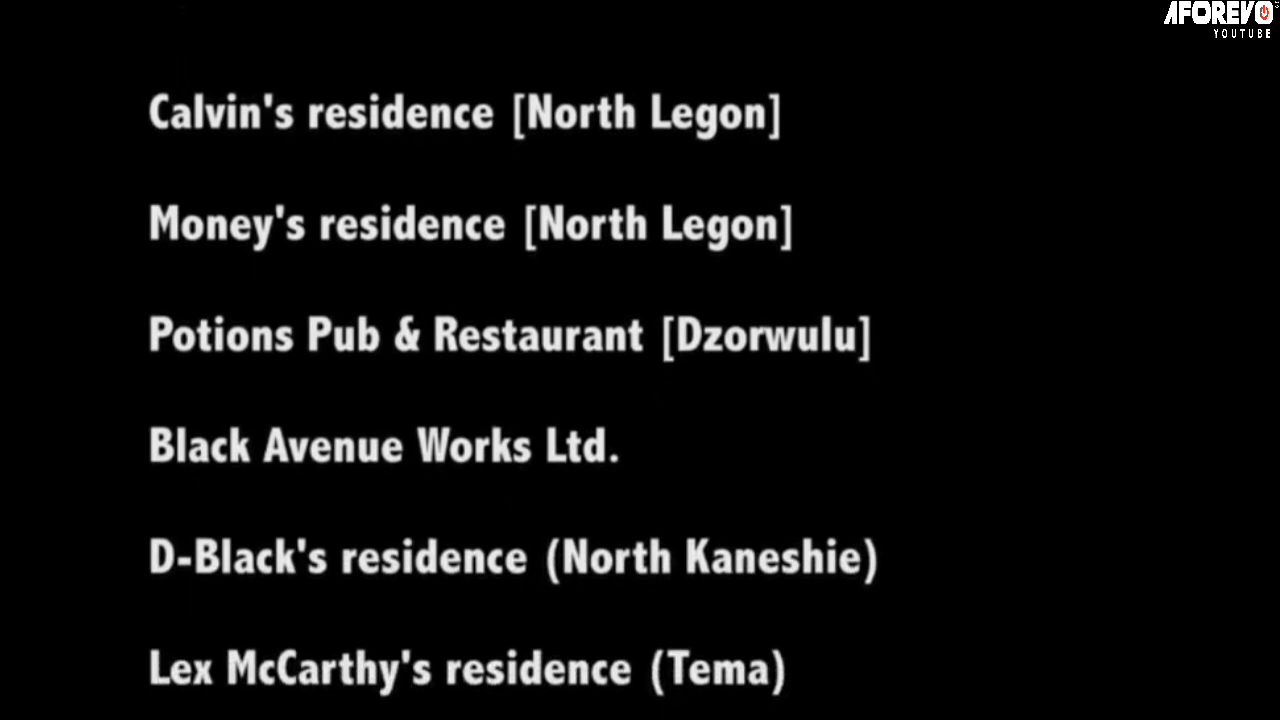 AFOREVO
YOUTUBE
Calvin's residence [North Legon]
Money's residence [North Legon]
Potions Pub & Restaurant [Dzorwulu]
Black Avenue Works Ltd.
D-Black's residence (North Kaneshie)
Lex McCarthy's residence (Tema)